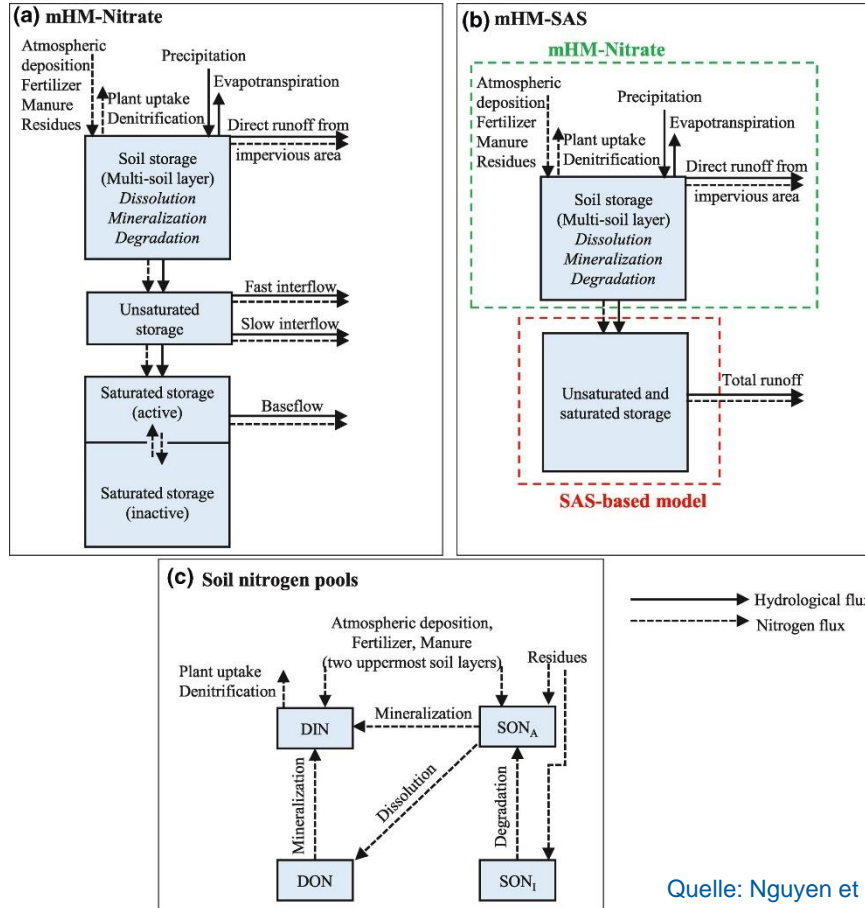 (a) mHM-Nitrate
Atmospheric
deposition
Fertilizer
Manure
Residues
Plant uptake
Denitrification
Precipitation
Evapotranspiration
Direct runoff from
impervious area
Soil storage
(Multi-soil layer)
Dissolution
Mineralization
Degradation
Unsaturated
storage
Fast interflow
Slow interflow
Saturated storage
(active)
Baseflow
Saturated storage
(inactive)
(b) mHM-SAS
mHM-Nitrate
Atmospheric
deposition
Fertilizer
Manure
Residues
Plant uptake
Denitrification
Precipitation
Evapotranspiration
Direct runoff from
impervious area
Soil storage
(Multi-soil layer)
Dissolution
Mineralization
Degradation
Unsaturated and
saturated storage
Total runoff
SAS-based model
(c) Soil nitrogen pools
Atmospheric deposition,
Fertilizer, Manure
(two uppermost soil layers)
Plant uptake
Denitrification
Residues
DIN
Mineralization
SON_A
Mineralization
Dissolution
Degradation
DON
SON_I
Hydrological flux
Nitrogen flux
Quelle: Nguyen et